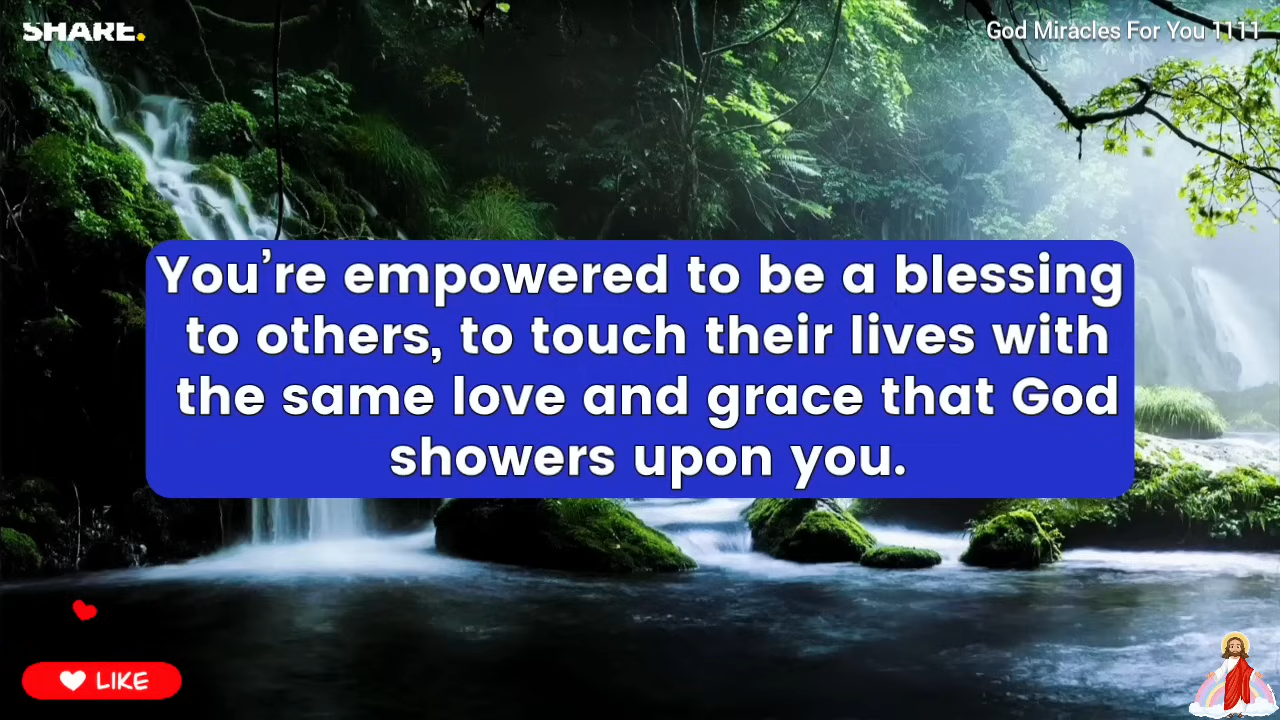 SHARE.
God Miracles For You 1111
You’re empowered to be a blessing
to others, to touch their lives with
the same love and grace that God
showers upon you.
LIKE